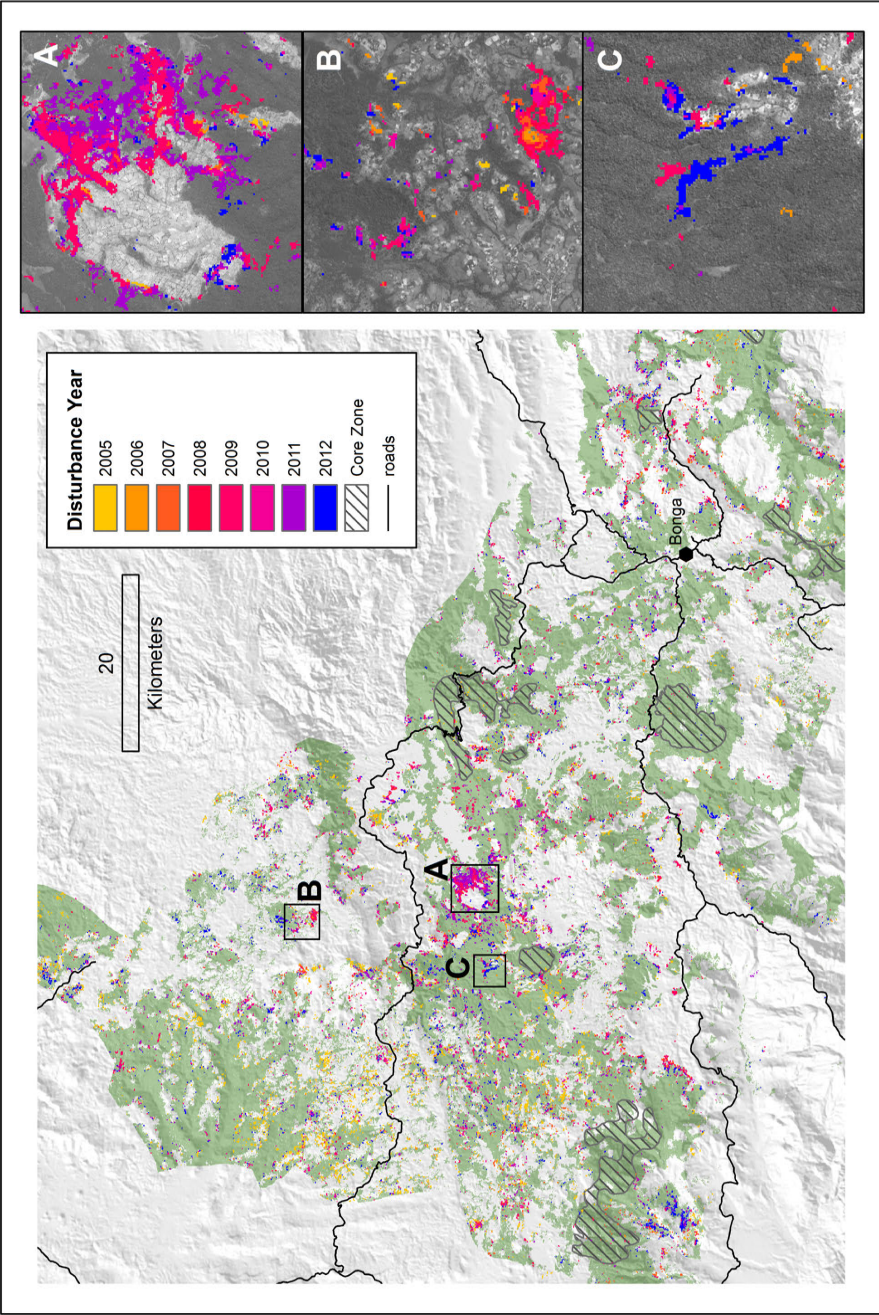 A
B
C
Disturbance Year
2005
2006
2007
2008
2009
2010
2011
2012
Core Zone
roads
20
Kilometers
B
A
C
Bonga